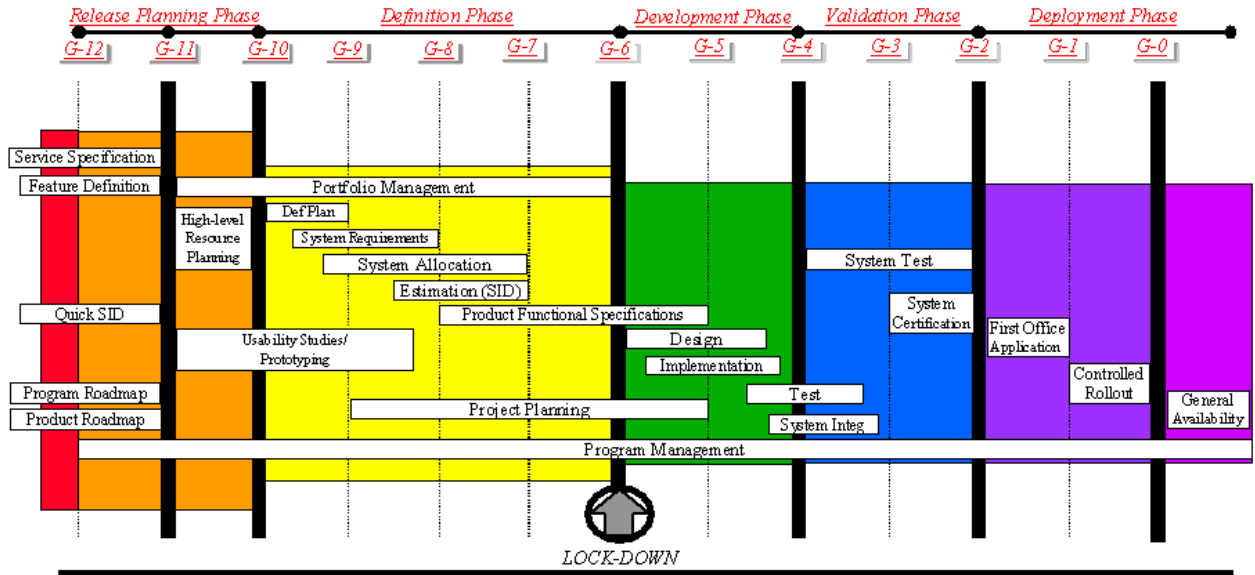 Release Planning Phase Definition Phase Development Phase Validation Phase Deployment Phase
G-12 G-11 G-10 G-9 G-8 G-7 G-6 G-5 G-4 G-3 G-2 G-1 G-0
Service Specification
Feature Definition
Portfolio Management
High-level
Resource
Planning
Def Plan
System Requirements
System Allocation
System Test
Estimation (SID)
Quick SID
Product Functional Specifications
System
Certification
Usability Studies/
Prototyping
Design
First Office
Application
Implementation
Controlled
Rollout
Program Roadmap
Test
Project Planning
General
Availability
Product Roadmap
System Integ
Program Management
LOCK-DOWN